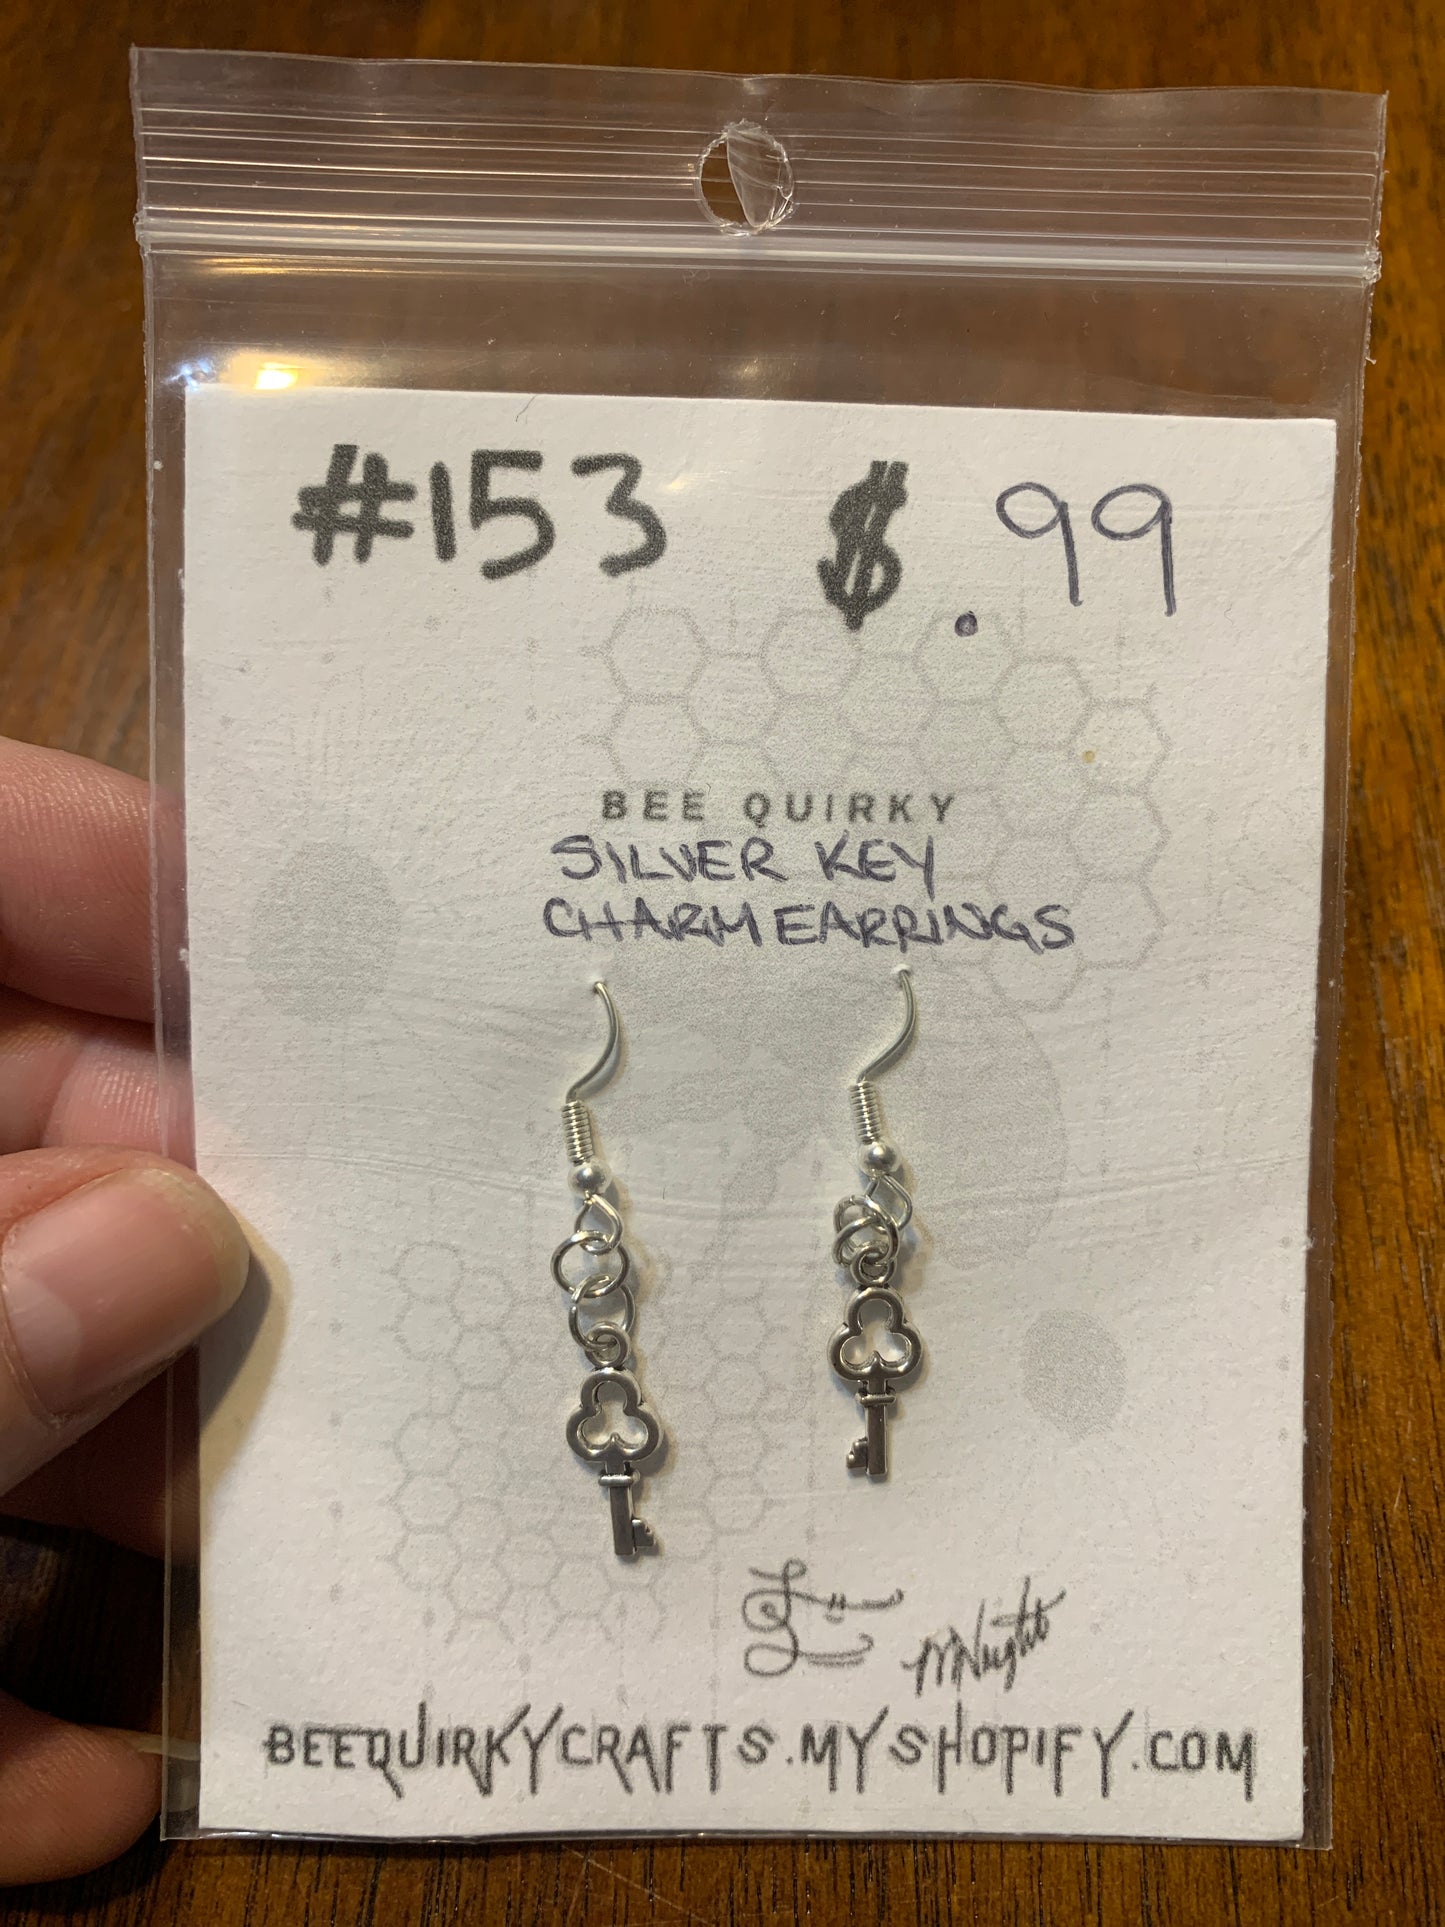 #153 $ .99
BEE QUIRKY
SILVER KEY
CHARM EARRINGS
BEEQUIRKYCRAFTS.MYSHOPIFY.COM